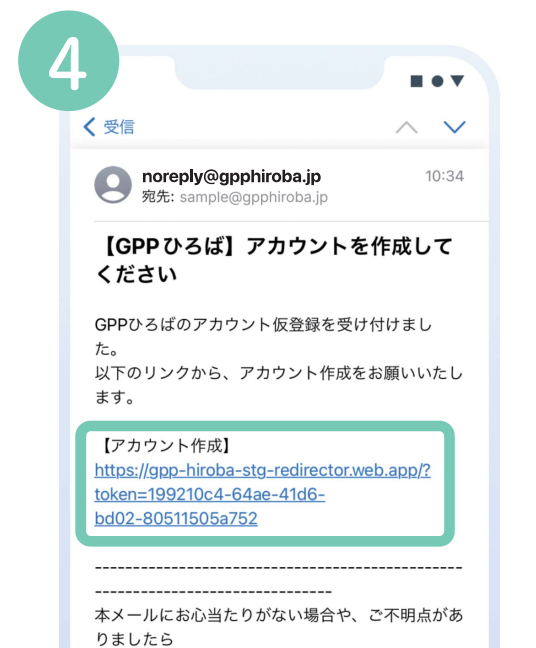 4
受信
noreply@gpphiroba.jp
10:34
宛先: sample@gpphiroba.jp
【GPPひろば】アカウントを作成して
ください
GPPひろばのアカウント仮登録を受け付けまし
た。
以下のリンクから、アカウント作成をお願いいたし
ます。
【アカウント作成】
https://gpp-hiroba-stg-redirector.web.app/?
token=199210c4-64ae-41d6-
bd02-80511505a752
-------------------------------------------------
-------------------------------
本メールにお心当たりがない場合や、ご不明点があ
りましたら